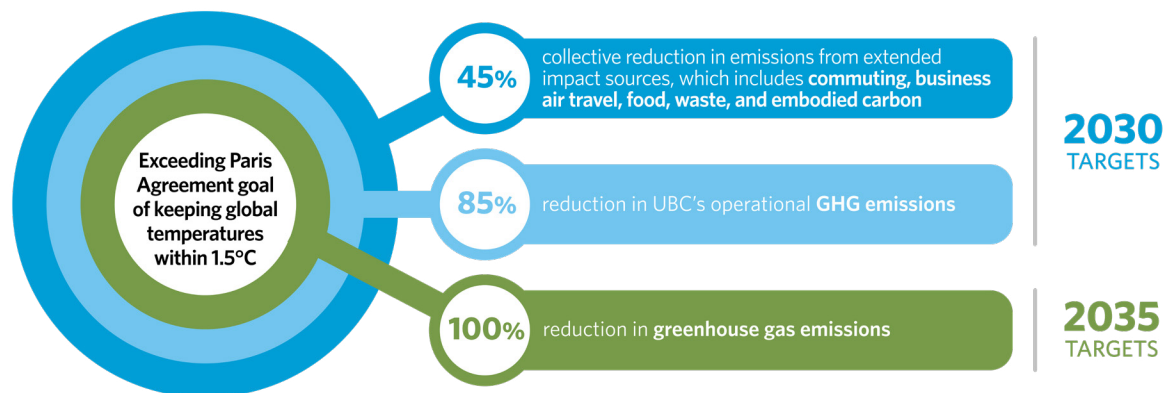 Exceeding Paris
Agreement goal
of keeping global
temperatures
within 1.5°C
45%
collective reduction in emissions from extended
impact sources, which includes commuting, business
air travel, food, waste, and embodied carbon
85%
reduction in UBC's operational GHG emissions
2030
TARGETS
100%
reduction in greenhouse gas emissions
2035
TARGETS